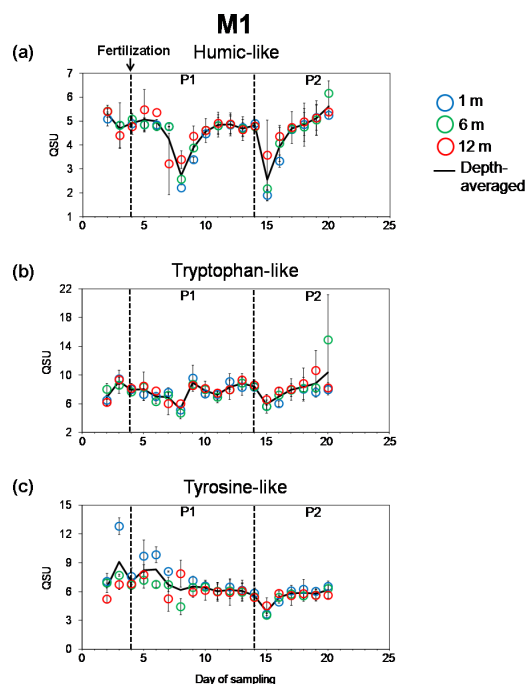 M1
Fertilization
(a) Humic-like
P1 P2
7
6
5
4
3
2
1
QSU
0 5 10 15 20 25
1 m
6 m
12 m
Depth-
averaged
(b) Tryptophan-like
P1 P2
22
18
14
10
6
2
QSU
0 5 10 15 20 25
(c) Tyrosine-like
P1 P2
15
12
9
6
3
0
QSU
0 5 10 15 20 25
Day of sampling